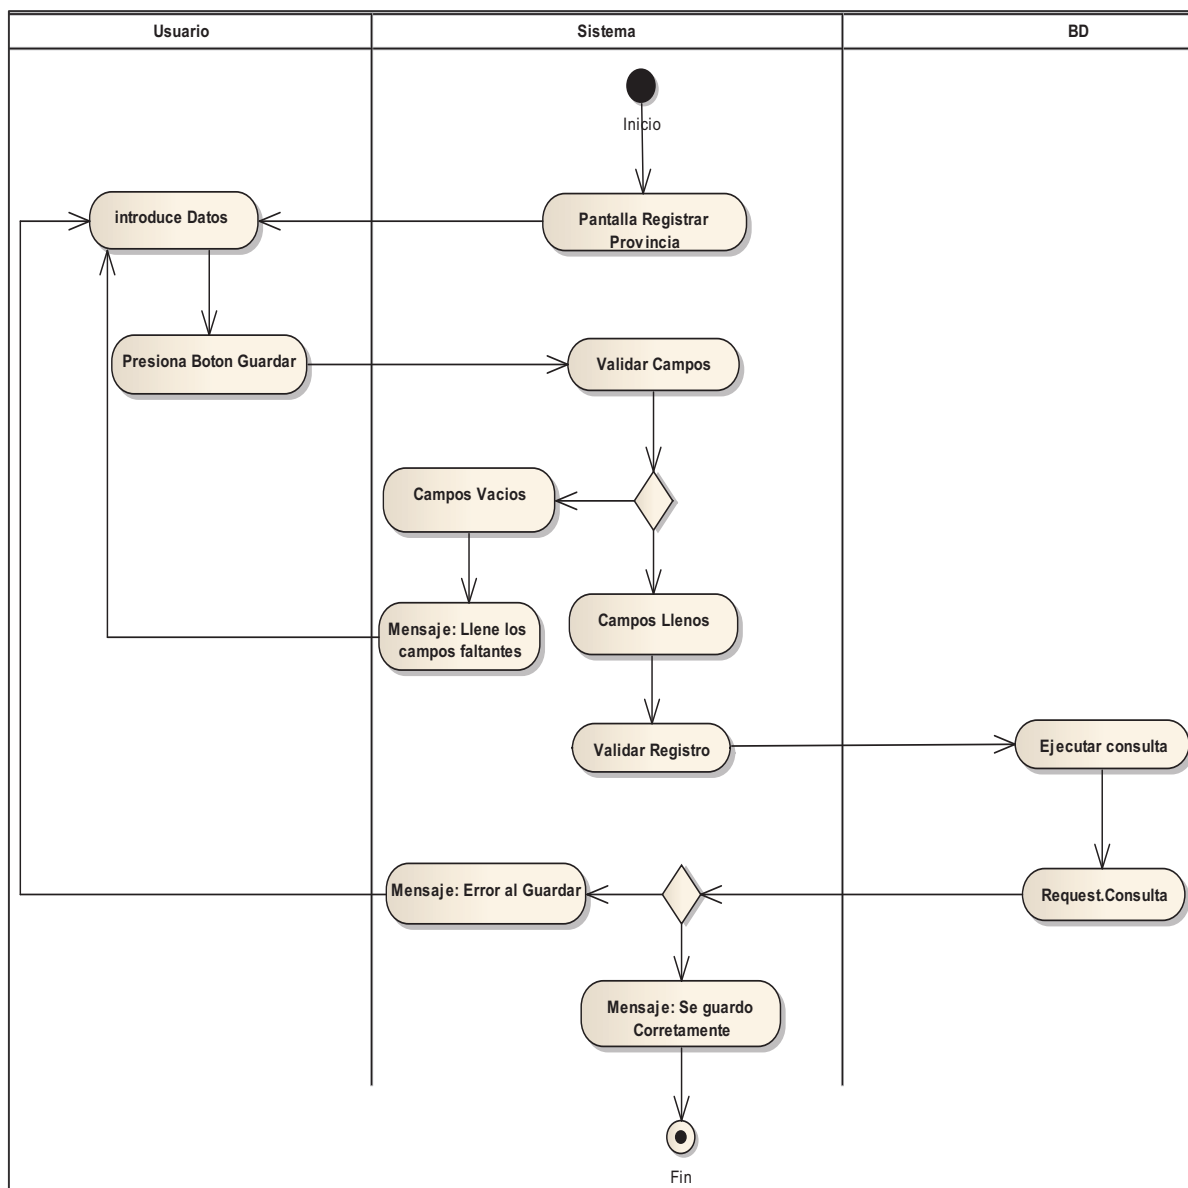 Usuario
Sistema
BD
Inicio
introduce Datos
Pantalla Registrar
Provincia
Presiona Boton Guardar
Validar Campos
Campos Vacios
Mensaje: Llene los
campos faltantes
Campos Llenos
Validar Registro
Ejecutar consulta
Mensaje: Error al Guardar
Request.Consulta
Mensaje: Se guardo
Corretamente
Fin